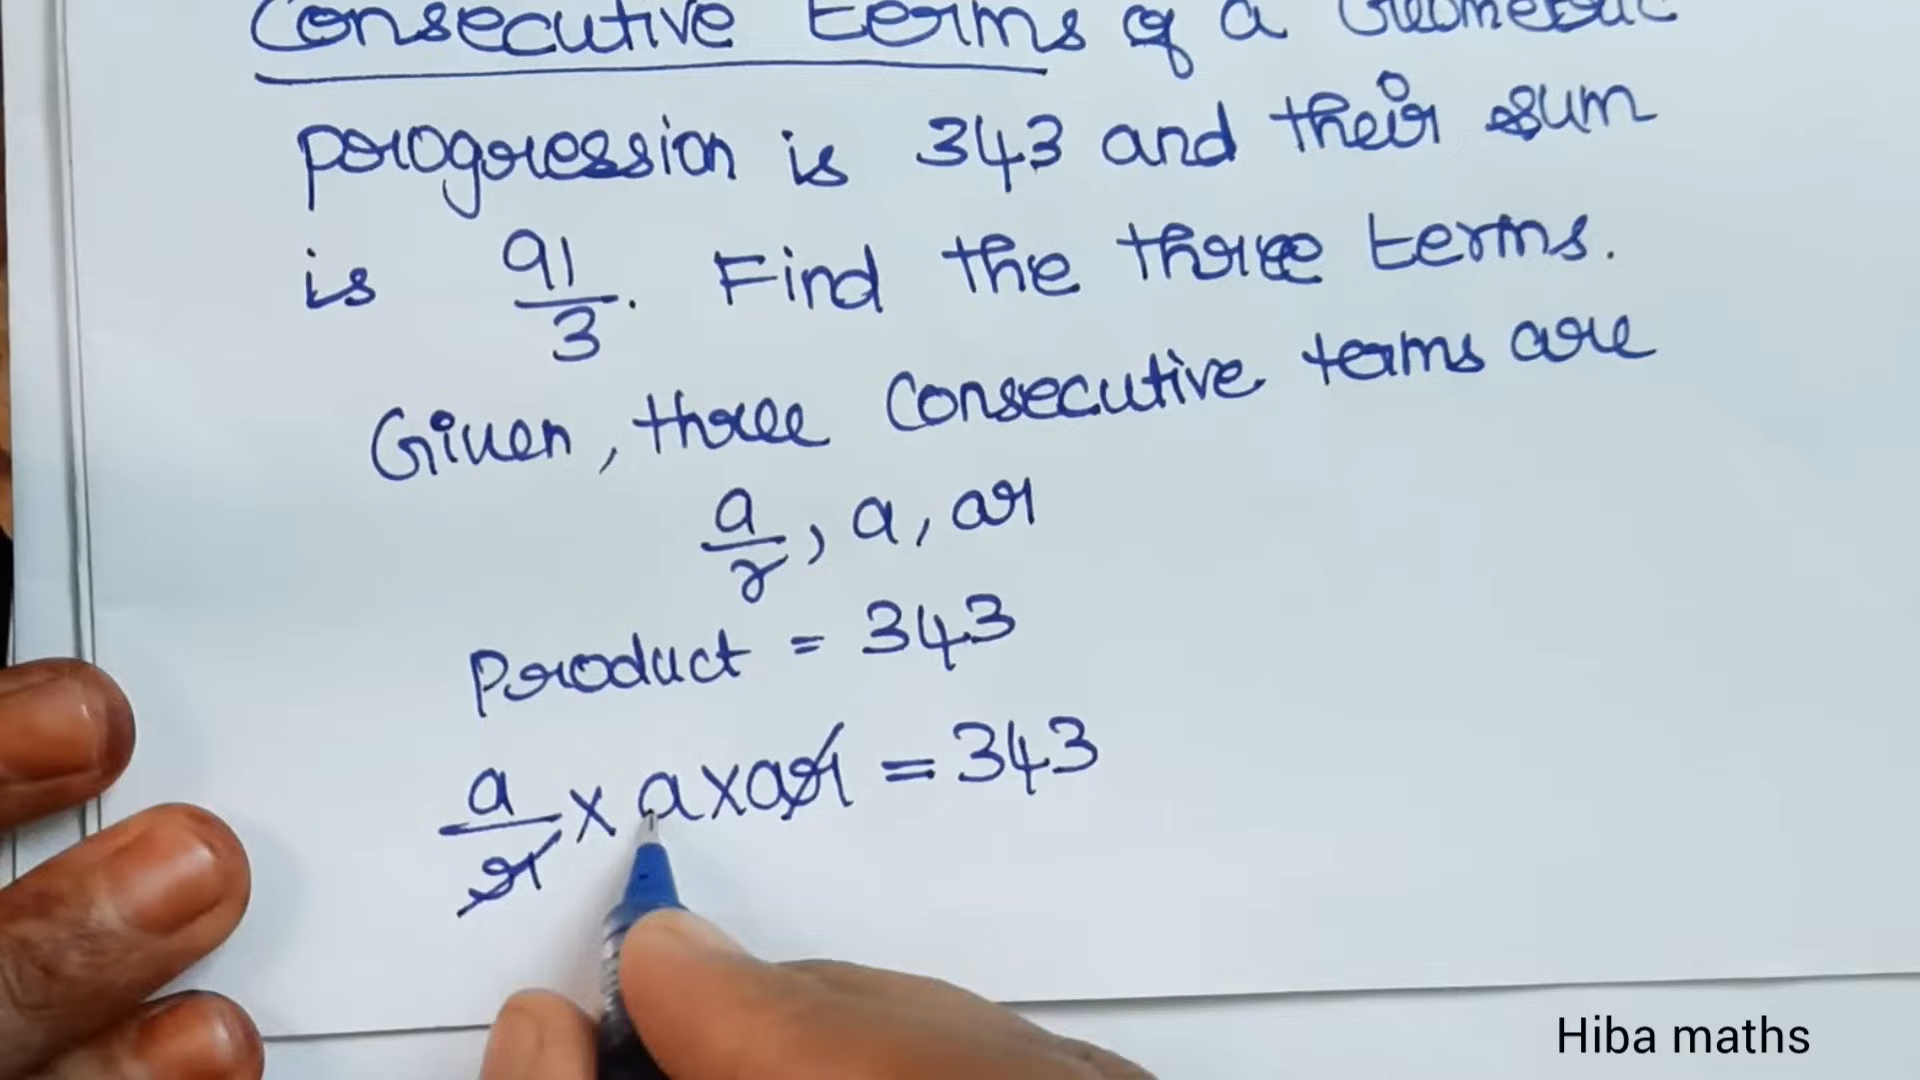 Consecutive terms of a Geometric
progression is 343 and their sum
is 91/3. Find the three terms.
Given, three consecutive terms are
a/r, a, ar
Product = 343
a/r × a × ar = 343
Hiba maths